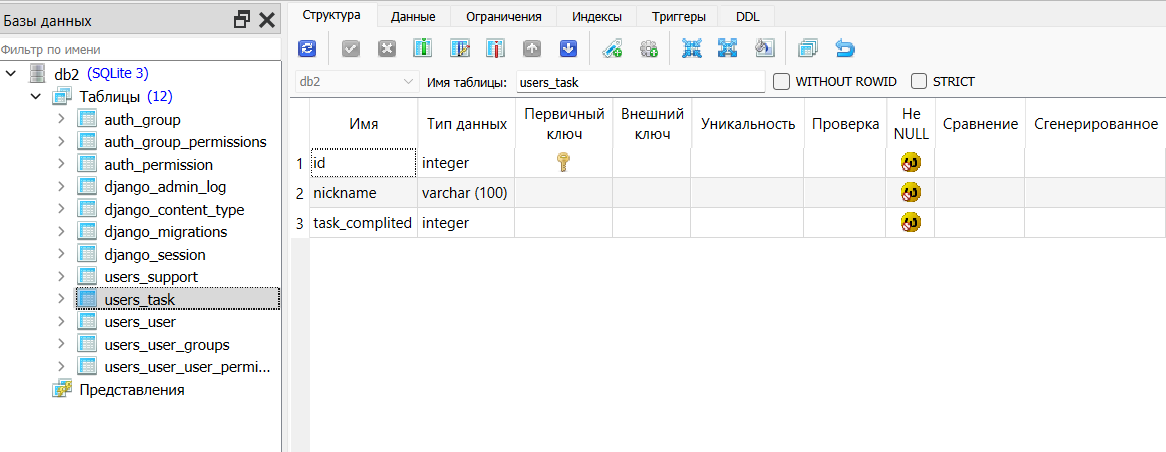 Базы данных
Фильтр по имени
db2 (SQLite 3)
Таблицы (12)
auth_group
auth_group_permissions
auth_permission
django_admin_log
django_content_type
django_migrations
django_session
users_support
users_task
users_user
users_user_groups
users_user_user_permi...
Представления
Структура Данные Ограничения Индексы Триггеры DDL
db2 Имя таблицы: users_task WITHOUT ROWID STRICT
Имя Тип данных Первичный ключ Внешний ключ Уникальность Проверка Не NULL Сравнение Сгенерированное
1 id integer
2 nickname varchar (100)
3 task_complited integer